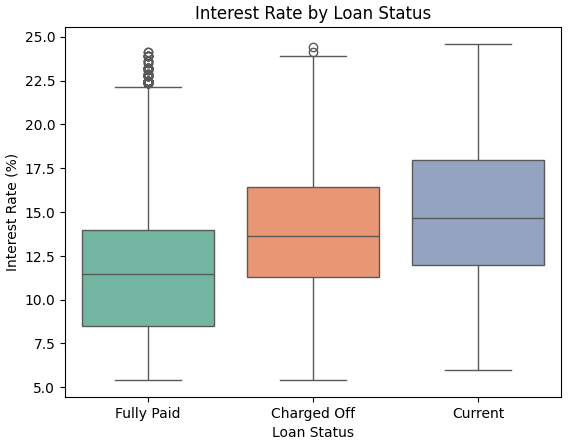 Interest Rate by Loan Status
Interest Rate (%)
25.0
22.5
20.0
17.5
15.0
12.5
10.0
7.5
5.0
Fully Paid
Charged Off
Current
Loan Status